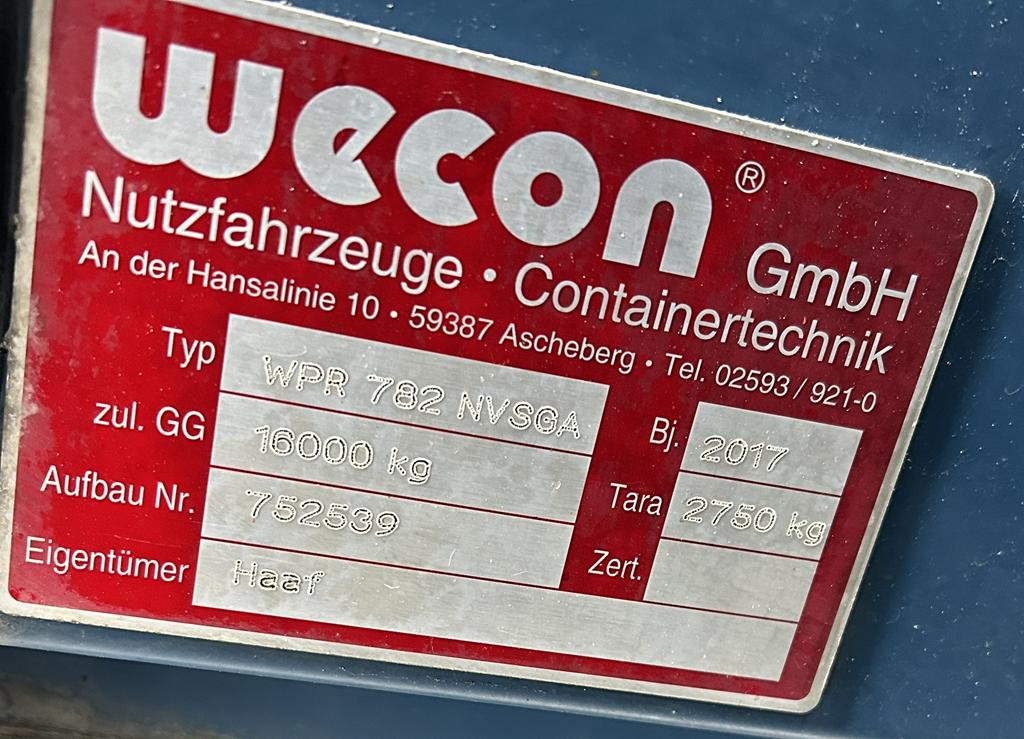 wecon ® GmbH
Nutzfahrzeuge • Containertechnik
An der Hansalinie 10 • 59387 Ascheberg • Tel. 02593 / 921-0
Typ WPR 782 NVSGA
zul. GG 16000 kg Bj. 2017
Aufbau Nr. 752539 Tara 2750 kg
Eigentümer Haaf Zert.